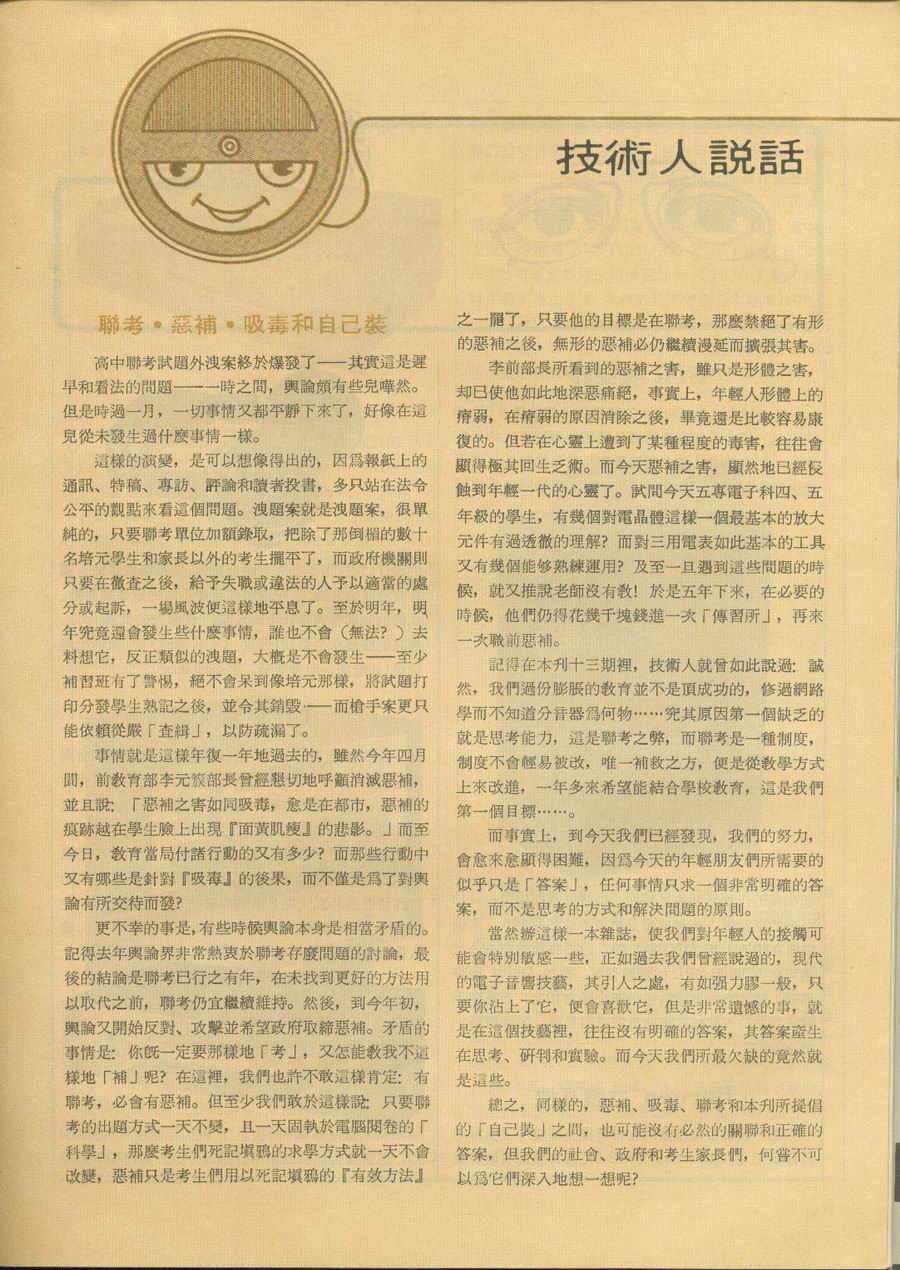 技術人説話
聯考・惡補・吸毒和自己裝
高中聯考試題外洩案終於爆發了——其實這是遲
早和看法的問題——一時之間，輿論頗有些兒嘩然。
但是時過一月，一切事情又都平靜下來了，好像在這
兒從未發生過什麼事情一樣。
這樣的演變，是可以想像得出的，因爲報紙上的
通訊、特稿、專訪、評論和讀者投書，多只站在法令
公平的觀點來看這個問題。洩題案就是洩題案，很單
純的，只要聯考單位加額錄取，把除了那倒楣的數十
名培元學生和家長以外的考生擺平了，而政府機關則
只要在徹查之後，給予失職或違法的人予以適當的處
分或起訴，一場風波便這樣地平息了。至於明年，明
年究竟還會發生些什麼事情，誰也不會（無法？）去
料想它，反正類似的洩題，大概是不會發生——至少
補習班有了警惕，絕不會呆到像培元那樣，將試題打
印分發學生熟記之後，並令其銷毀——而槍手案更只
能依賴從嚴「查緝」，以防疏漏了。
事情就是這樣年復一年地過去的，雖然今年四月
間，前敎育部李元簇部長曾經懇切地呼籲消滅惡補，
並且說：「惡補之害如同吸毒，愈是在都市，惡補的
痕跡越在學生臉上出現『面黃肌瘦』的悲影。」而至
今日，敎育當局付諸行動的又有多少？而那些行動中
又有哪些是針對『吸毒』的後果，而不僅是爲了對輿
論有所交待而發？
更不幸的事是，有些時侯輿論本身是相當矛盾的。
記得去年輿論界非常熱衷於聯考存廢問題的討論，最
後的結論是聯考已行之有年，在未找到更好的方法用
以取代之前，聯考仍宜繼續維持。然後，到今年初，
輿論又開始反對、攻擊並希望政府取締惡補。矛盾的
事情是：你旣一定要那樣地「考」，又怎能敎我不這
樣地「補」呢？在這裡，我們也許不敢這樣肯定：有
聯考，必會有惡補。但至少我們敢於這樣說：只要聯
考的出題方式一天不變，且一天固執於電腦閱卷的「
科學」，那麼考生們死記填鴉的求學方式就一天不會
改變，惡補只是考生們用以死記填鴉的『有效方法』
之一罷了，只要他的目標是在聯考，那麼禁絕了有形
的惡補之後，無形的惡補必仍繼續漫延而擴張其害。
李前部長所看到的惡補之害，雖只是形體之害，
却已使他如此地深惡痛絕，事實上，年輕人形體上的
瘠弱，在瘠弱的原因消除之後，畢竟還是比較容易康
復的。但若在心靈上遭到了某種程度的毒害，往往會
顯得極其回生乏術。而今天惡補之害，顯然地已經侵
蝕到年輕一代的心靈了。試問今天五專電子科四、五
年級的學生，有幾個對電晶體這樣一個最基本的放大
元件有過透徹的理解？而對三用電表如此基本的工具
又有幾個能够熟練運用？及至一旦遇到這些問題的時
候，就又推說老師沒有敎！於是五年下來，在必要的
時候，他們仍得花幾千塊錢進一次「傳習所」，再來
一次職前惡補。
記得在本刊十三期裡，技術人就曾如此說過：誠
然，我們過份膨脹的敎育並不是頂成功的，修過網路
學而不知道分音器爲何物……究其原因第一個缺乏的
就是思考能力，這是聯考之弊，而聯考是一種制度，
制度不會輕易被改，唯一補救之方，便是從敎學方式
上來改進，一年多來希望能結合學校敎育，這是我們
第一個目標……。
而事實上，到今天我們已經發現，我們的努力，
會愈來愈顯得困難，因爲今天的年輕朋友們所需要的
似乎只是「答案」，任何事情只求一個非常明確的答
案，而不是思考的方式和解決問題的原則。
當然辦這樣一本雜誌，使我們對年輕人的接觸可
能會特別敏感一些，正如過去我們曾經說過的，現代
的電子音響技藝，其引人之處，有如强力膠一般，只
要你沾上了它，便會喜歡它，但是非常遺憾的事，就
是在這個技藝裡，往往沒有明確的答案，其答案產生
在思考、研判和實驗。而今天我們所最欠缺的竟然就
是這些。
總之，同樣的，惡補、吸毒、聯考和本刋所提倡
的「自己裝」之間，也可能沒有必然的關聯和正確的
答案，但我們的社會、政府和考生家長們，何嘗不可
以爲它們深入地想一想呢？